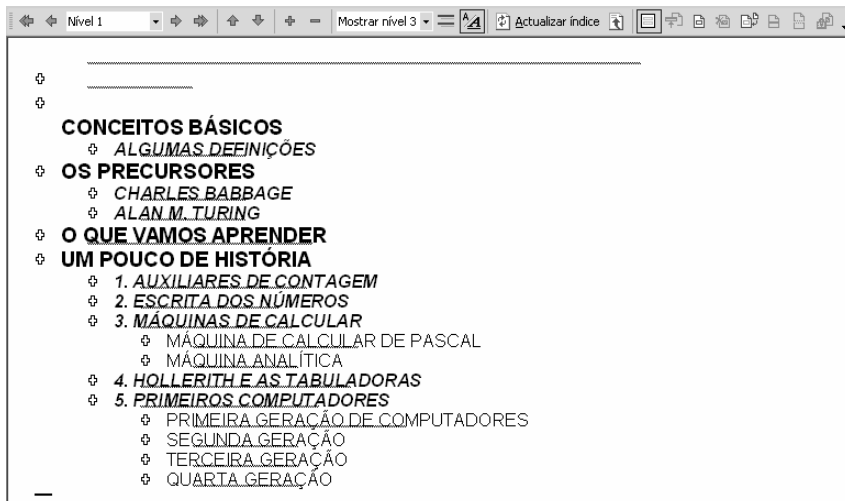 Nível 1 Mostrar nível 3 Actualizar índice
CONCEITOS BÁSICOS
ALGUMAS DEFINIÇÕES
OS PRECURSORES
CHARLES BABBAGE
ALAN M. TURING
O QUE VAMOS APRENDER
UM POUCO DE HISTÓRIA
1. AUXILIARES DE CONTAGEM
2. ESCRITA DOS NÚMEROS
3. MÁQUINAS DE CALCULAR
MÁQUINA DE CALCULAR DE PASCAL
MÁQUINA ANALÍTICA
4. HOLLERITH E AS TABULADORAS
5. PRIMEIROS COMPUTADORES
PRIMEIRA GERAÇÃO DE COMPUTADORES
SEGUNDA GERAÇÃO
TERCEIRA GERAÇÃO
QUARTA GERAÇÃO